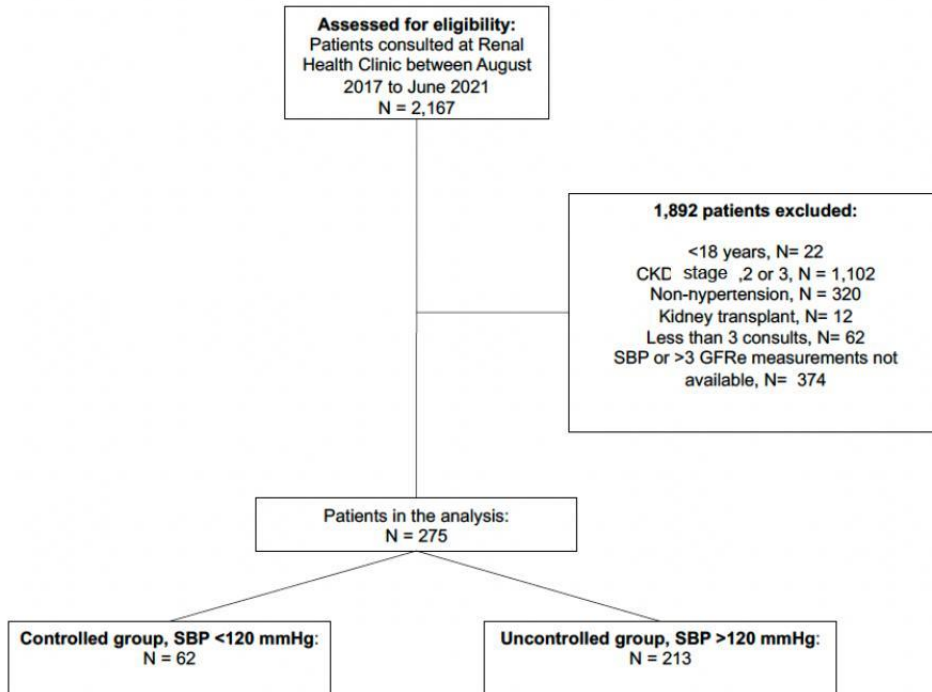 Assessed for eligibility:
Patients consulted at Renal
Health Clinic between August
2017 to June 2021
N = 2,167
1,892 patients excluded:
<18 years, N= 22
CKD stage ,2 or 3, N = 1,102
Non-nypertension, N = 320
Kidney transplant, N= 12
Less than 3 consults, N= 62
SBP or >3 GFRe measurements not
available, N= 374
Patients in the analysis:
N = 275
Controlled group, SBP <120 mmHg:
N = 62
Uncontrolled group, SBP >120 mmHg:
N = 213